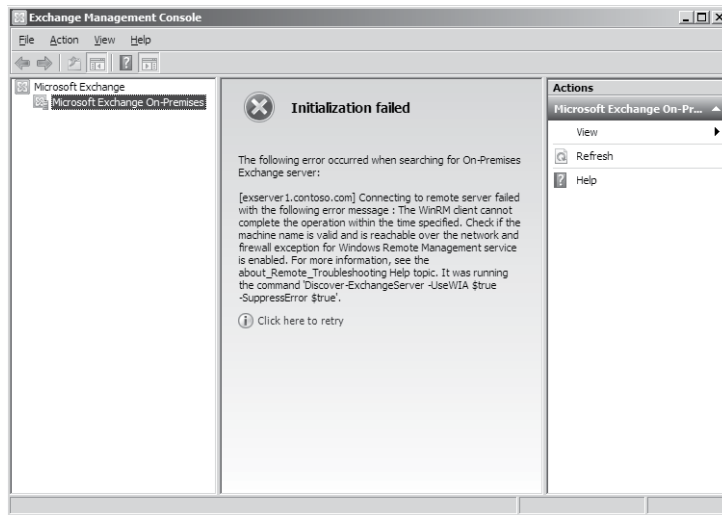 Exchange Management Console
File Action View Help
Microsoft Exchange
Microsoft Exchange On-Premises
Initialization failed
The following error occurred when searching for On-Premises
Exchange server:
[exserver1.contoso.com] Connecting to remote server failed
with the following error message : The WinRM client cannot
complete the operation within the time specified. Check if the
machine name is valid and is reachable over the network and
firewall exception for Windows Remote Management service
is enabled. For more information, see the
about_Remote_Troubleshooting Help topic. It was running
the command 'Discover-ExchangeServer -UseWIA $true
-SuppressError $true'.
Click here to retry
Actions
Microsoft Exchange On-Pr...
View
Refresh
Help